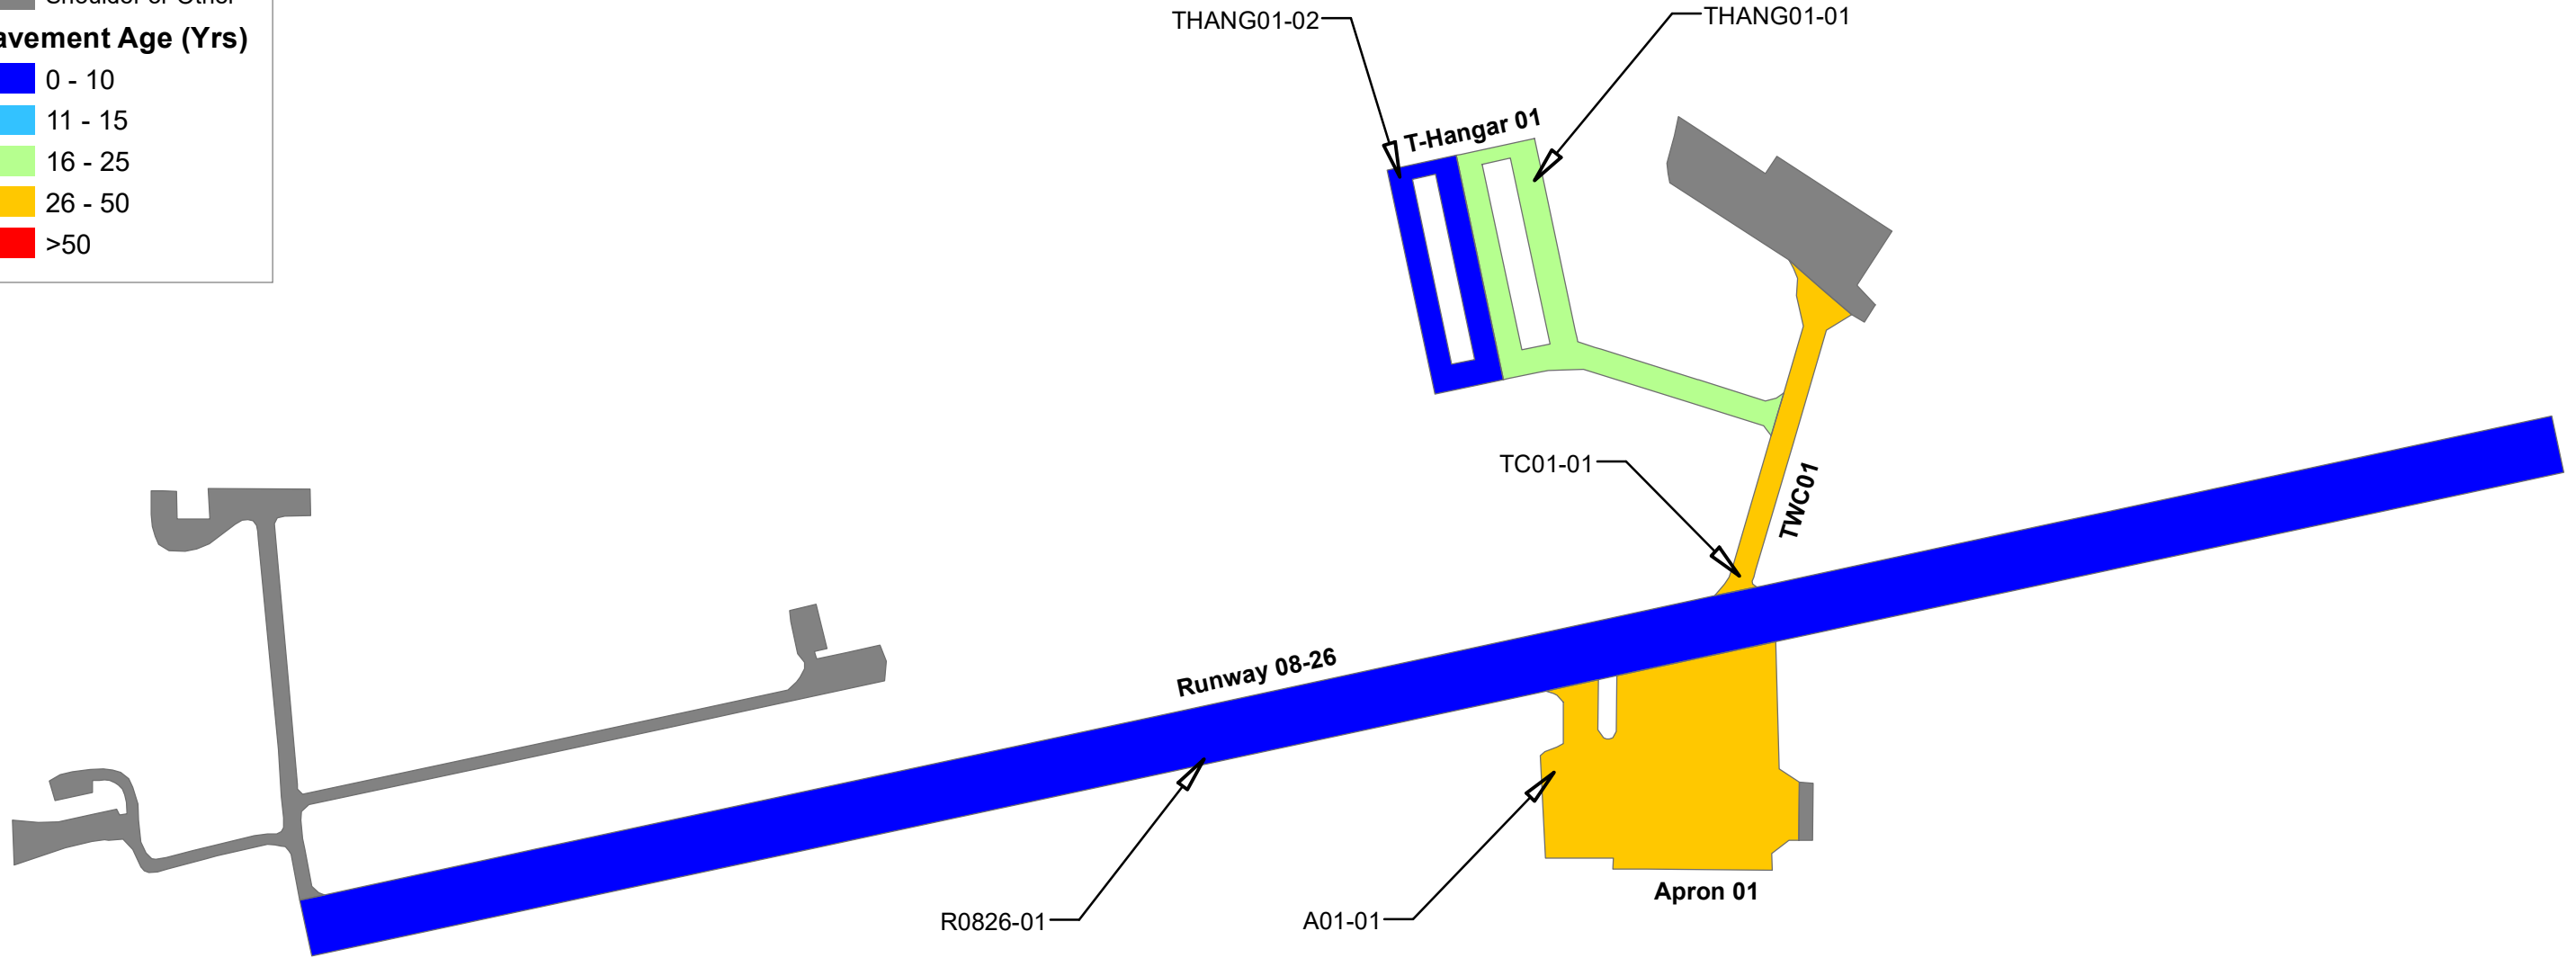 avement Age (Yrs)
0 - 10
11 - 15
16 - 25
26 - 50
>50
THANG01-02
THANG01-01
T-Hangar 01
TC01-01
TWC01
Runway 08-26
R0826-01
A01-01
Apron 01